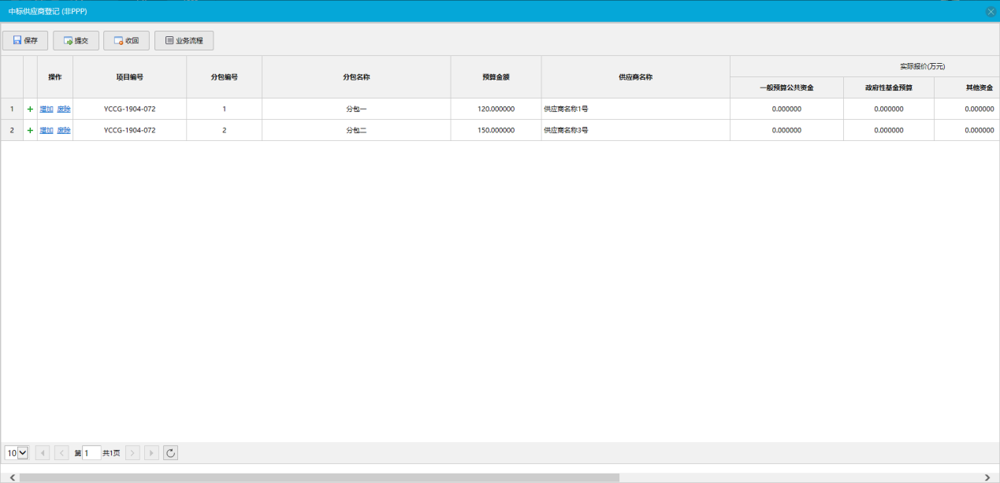 中标供应商登记 (非PPP)
保存 提交 收回 业务流程
操作 项目编号 分包编号 分包名称 预算金额 供应商名称 实际报价(万元)
一般预算公共资金 政府性基金预算 其他资金
1 增加 废除 YCCG-1904-072 1 分包一 120.000000 供应商名称1号 0.000000 0.000000 0.000000
2 增加 废除 YCCG-1904-072 2 分包二 150.000000 供应商名称3号 0.000000 0.000000 0.000000
10 第 1 共1页